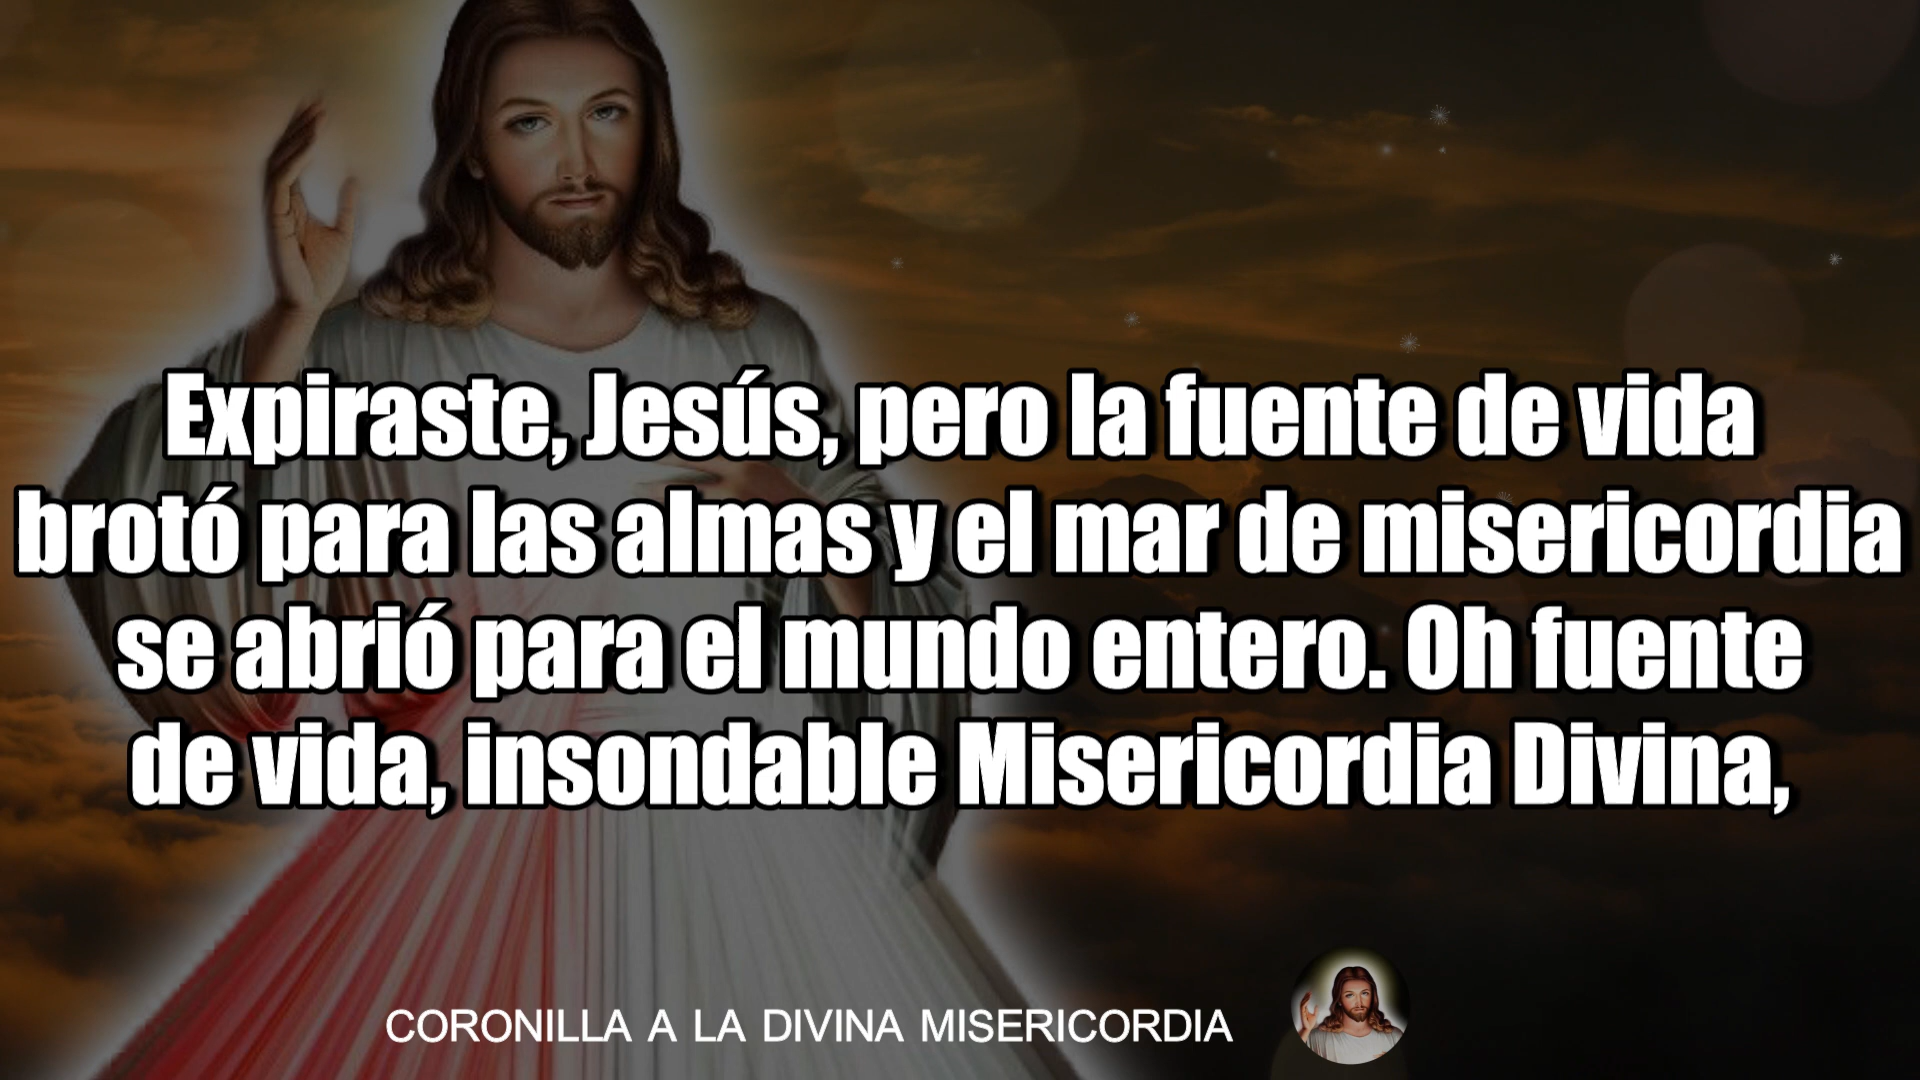 Expiraste, Jesús, pero la fuente de vida
brotó para las almas y el mar de misericordia
se abrió para el mundo entero. Oh fuente
de vida, insondable Misericordia Divina,
CORONILLA A LA DIVINA MISERICORDIA